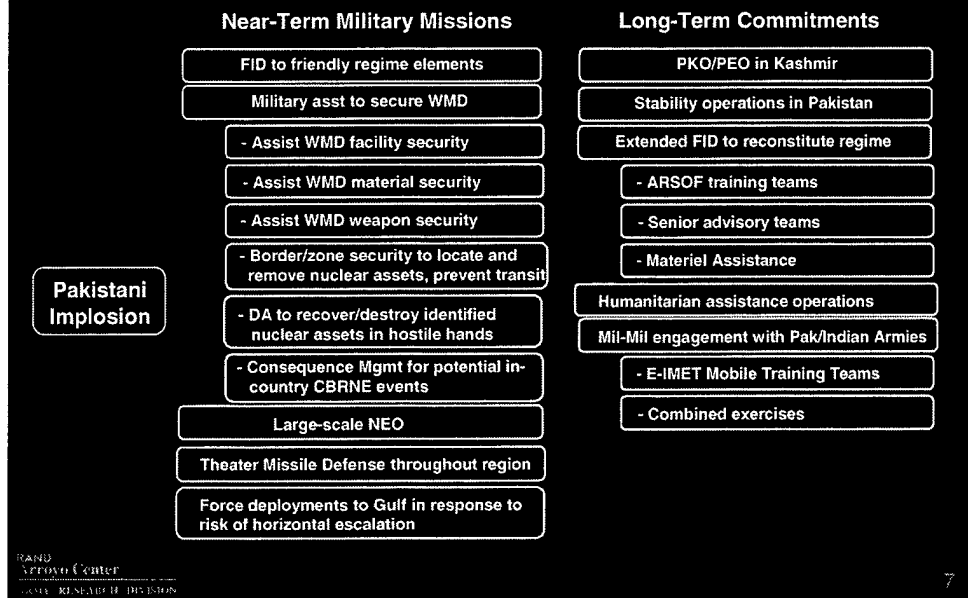 Near-Term Military Missions
FID to friendly regime elements
Military asst to secure WMD
- Assist WMD facility security
- Assist WMD material security
- Assist WMD weapon security
- Border/zone security to locate and
remove nuclear assets, prevent transit
- DA to recover/destroy identified
nuclear assets in hostile hands
- Consequence Mgmt for potential in-
country CBRNE events
Large-scale NEO
Theater Missile Defense throughout region
Force deployments to Gulf in response to
risk of horizontal escalation
Long-Term Commitments
PKO/PEO in Kashmir
Stability operations in Pakistan
Extended FID to reconstitute regime
- ARSOF training teams
- Senior advisory teams
- Materiel Assistance
Humanitarian assistance operations
Mil-Mil engagement with Pak/Indian Armies
- E-IMET Mobile Training Teams
- Combined exercises
Pakistani
Implosion
RAND
Arroyo Center
ARMY RESEARCH DIVISION
7